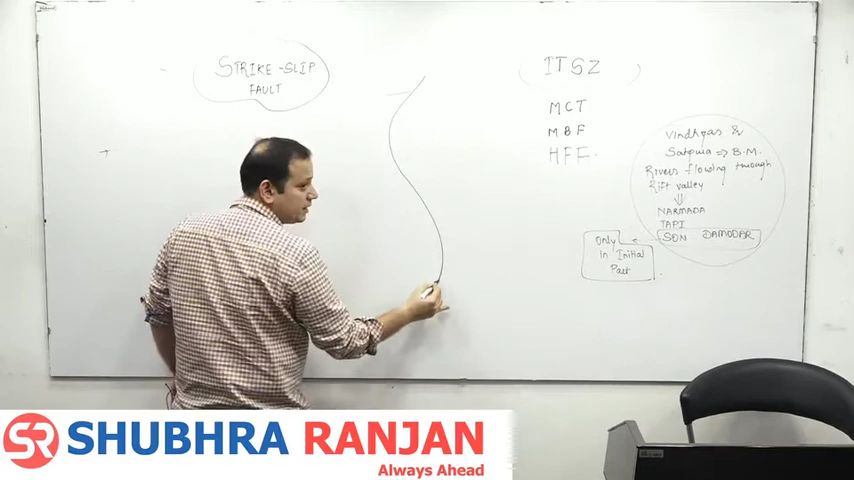 STRIKE-SLIP
FAULT
ITSZ
MCT
MBF
HFF
Vindhyas &
Satpura ⇒ B.M.
Rivers flowing through
Rift valley
⇓
NARMADA
TAPI
SON DAMODAR
Only
in Initial
Part
SR
SHUBHRA RANJAN
Always Ahead